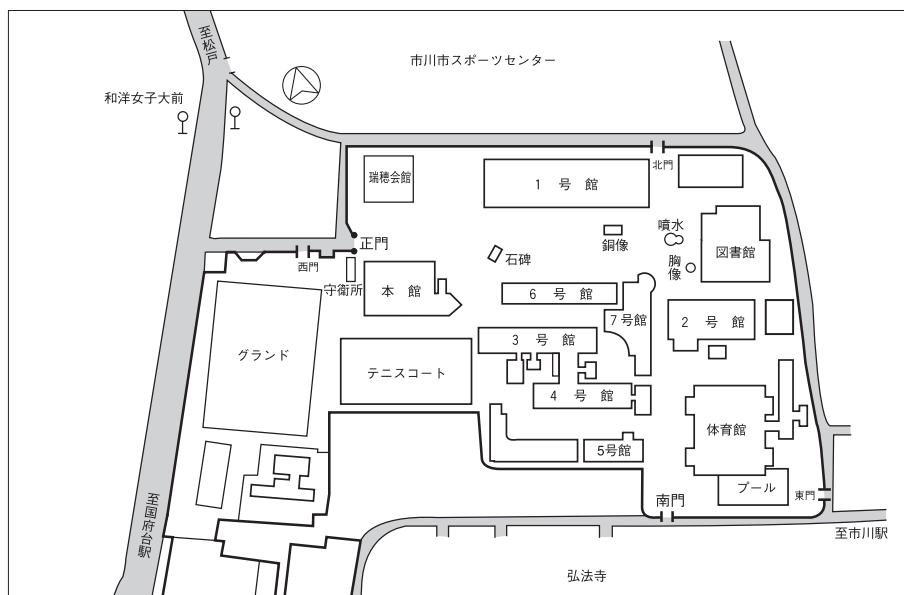 至松戸
市川市スポーツセンター
和洋女子大前
北門
瑞穂会館
1号館
噴水
銅像
図書館
正門
石碑
胸像
西門
守衛所
本館
6号館
7号館
2号館
3号館
グランド
テニスコート
4号館
体育館
5号館
プール
東門
南門
至国府台駅
至市川駅
弘法寺